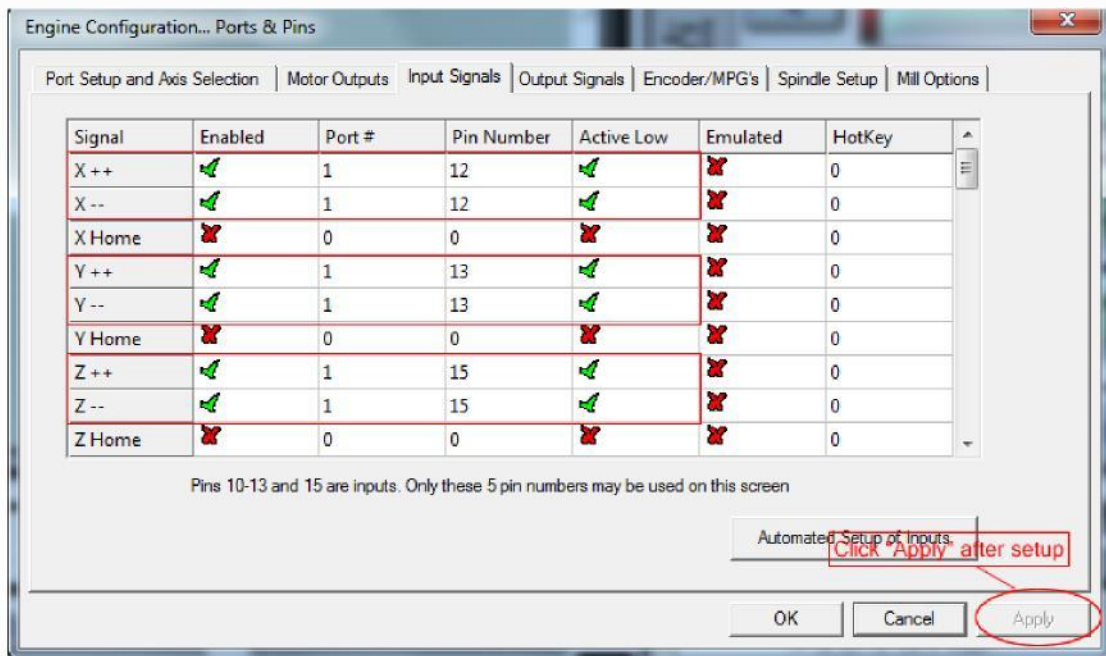 Engine Configuration... Ports & Pins
Port Setup and Axis Selection Motor Outputs Input Signals Output Signals Encoder/MPG's Spindle Setup Mill Options
Signal Enabled Port # Pin Number Active Low Emulated HotKey
X ++ 1 12 0
X -- 1 12 0
X Home 0 0 0
Y ++ 1 13 0
Y -- 1 13 0
Y Home 0 0 0
Z ++ 1 15 0
Z -- 1 15 0
Z Home 0 0 0
Pins 10-13 and 15 are inputs. Only these 5 pin numbers may be used on this screen
Automated Setup of Inputs
Click "Apply" after setup
OK Cancel Apply